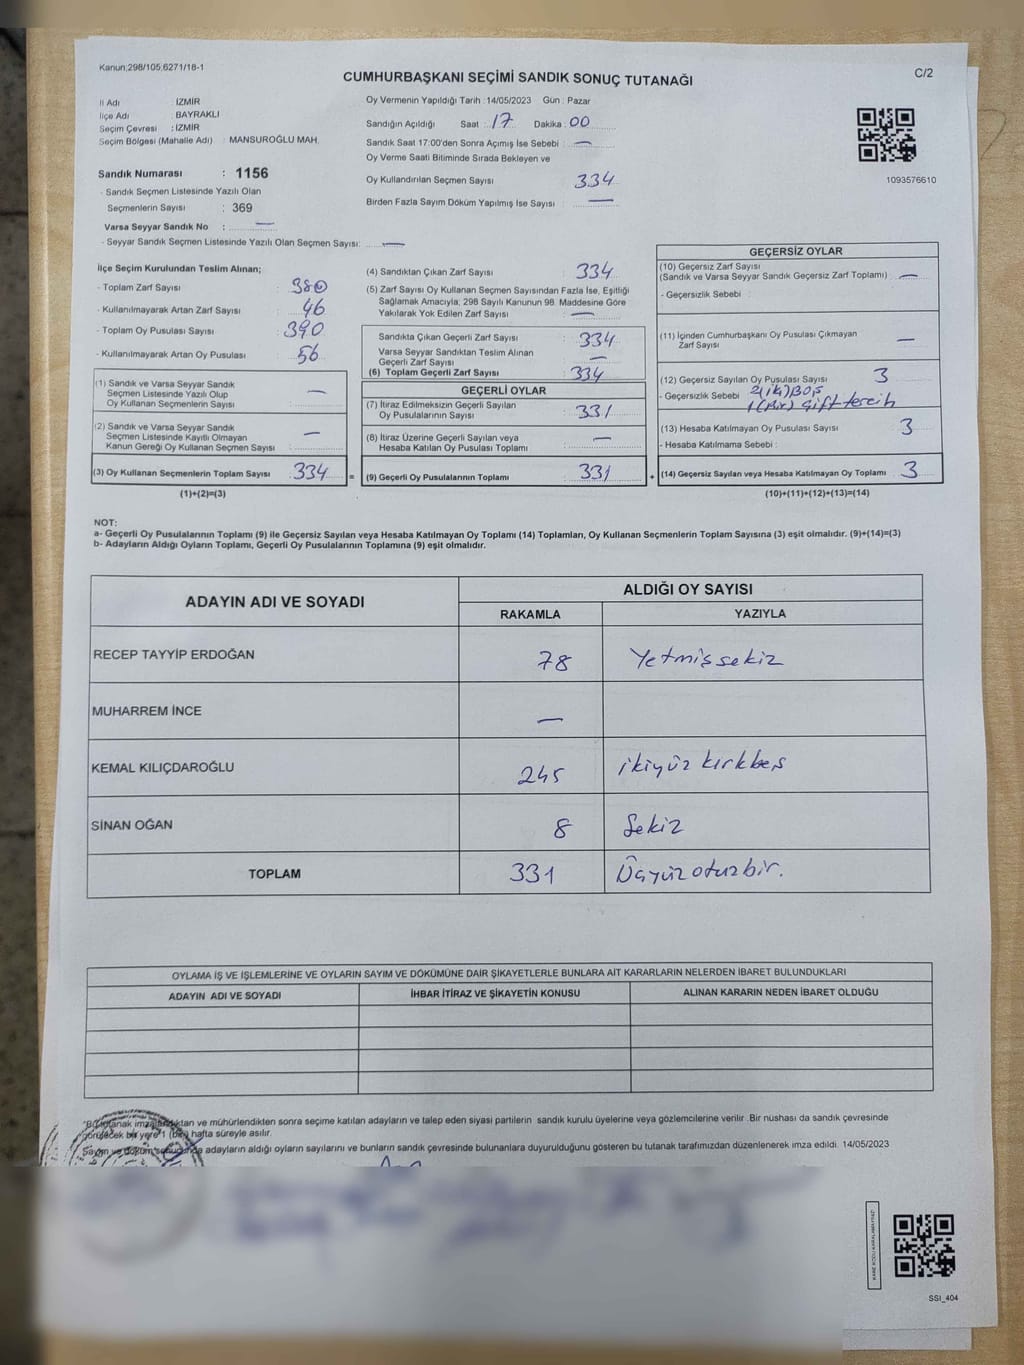 Kanun;298/105;6271/18-1
C/2
CUMHURBAŞKANI SEÇİMİ SANDIK SONUÇ TUTANAĞI
İl Adı : İZMİR
İlçe Adı : BAYRAKLI
Seçim Çevresi : İZMİR
Seçim Bölgesi (Mahalle Adı) : MANSUROĞLU MAH.
Sandık Numarası : 1156
- Sandık Seçmen Listesinde Yazılı Olan
Seçmenlerin Sayısı : 369
Varsa Seyyar Sandık No : —
- Seyyar Sandık Seçmen Listesinde Yazılı Olan Seçmen Sayısı: —
Oy Vermenin Yapıldığı Tarih :14/05/2023 Gün : Pazar
Sandığın Açıldığı Saat : 17 Dakika : 00
Sandık Saat 17:00'den Sonra Açımış İse Sebebi : —
Oy Verme Saati Bitiminde Sırada Bekleyen ve
Oy Kullandırılan Seçmen Sayısı 334
Birden Fazla Sayım Döküm Yapılmış İse Sayısı : —
1093576610
İlçe Seçim Kurulundan Teslim Alınan;
- Toplam Zarf Sayısı : 380
- Kullanılmayarak Artan Zarf Sayısı : 46
- Toplam Oy Pusulası Sayısı : 390
- Kullanılmayarak Artan Oy Pusulası : 56
(1) Sandık ve Varsa Seyyar Sandık
Seçmen Listesinde Yazılı Olup
Oy Kullanan Seçmenlerin Sayısı : —
(2) Sandık ve Varsa Seyyar Sandık
Seçmen Listesinde Kayıtlı Olmayan
Kanun Gereği Oy Kullanan Seçmen Sayısı : —
(3) Oy Kullanan Seçmenlerin Toplam Sayısı : 334
(1)+(2)=(3)
(4) Sandıktan Çıkan Zarf Sayısı : 334
(5) Zarf Sayısı Oy Kullanan Seçmen Sayısından Fazla İse, Eşitliği
Sağlamak Amacıyla; 298 Sayılı Kanunun 98. Maddesine Göre
Yakılarak Yok Edilen Zarf Sayısı : —
Sandıkta Çıkan Geçerli Zarf Sayısı : 334
Varsa Seyyar Sandıktan Teslim Alınan
Geçerli Zarf Sayısı : —
(6) Toplam Geçerli Zarf Sayısı : 334
GEÇERLİ OYLAR
(7) İtiraz Edilmeksizin Geçerli Sayılan
Oy Pusulalarının Sayısı : 331
(8) İtiraz Üzerine Geçerli Sayılan veya
Hesaba Katılan Oy Pusulası Toplamı : —
= (9) Geçerli Oy Pusulalarının Toplamı : 331 +
GEÇERSİZ OYLAR
(10) Geçersiz Zarf Sayısı
(Sandık ve Varsa Seyyar Sandık Geçersiz Zarf Toplamı) : —
- Geçersizlik Sebebi :
(11) İçinden Cumhurbaşkanı Oy Pusulası Çıkmayan
Zarf Sayısı : —
(12) Geçersiz Sayılan Oy Pusulası Sayısı : 3
- Geçersizlik Sebebi : 2(iki)Boş
1(Bir) Çift tercih
(13) Hesaba Katılmayan Oy Pusulası Sayısı : 3
- Hesaba Katılmama Sebebi :
(14) Geçersiz Sayılan veya Hesaba Katılmayan Oy Toplamı : 3
(10)+(11)+(12)+(13)=(14)
NOT:
a- Geçerli Oy Pusulalarının Toplamı (9) ile Geçersiz Sayılan veya Hesaba Katılmayan Oy Toplamı (14) Toplamları, Oy Kullanan Seçmenlerin Toplam Sayısına (3) eşit olmalıdır. (9)+(14)=(3)
b- Adayların Aldığı Oyların Toplamı, Geçerli Oy Pusulalarının Toplamına (9) eşit olmalıdır.
ADAYIN ADI VE SOYADI
ALDIĞI OY SAYISI
RAKAMLA YAZIYLA
RECEP TAYYİP ERDOĞAN 78 Yetmişsekiz
MUHARREM İNCE —
KEMAL KILIÇDAROĞLU 245 ikiyüz kırkbeş
SİNAN OĞAN 8 Sekiz
TOPLAM 331 Üçyüz otuz bir.
OYLAMA İŞ VE İŞLEMLERİNE VE OYLARIN SAYIM VE DÖKÜMÜNE DAİR ŞİKAYETLERLE BUNLARA AİT KARARLARIN NELERDEN İBARET BULUNDUKLARI
ADAYIN ADI VE SOYADI İHBAR İTİRAZ VE ŞİKAYETİN KONUSU ALINAN KARARIN NEDEN İBARET OLDUĞU
*Bu tutanak imzalandıktan ve mühürlendikten sonra seçime katılan adayların ve talep eden siyasi partilerin sandık kurulu üyelerine veya gözlemcilerine verilir .Bir nüshası da sandık çevresinde
görülecek bir yere 1 (bir) hafta süreyle asılır.
Sayım ve döküm sonucunda adayların aldığı oyların sayılarını ve bunların sandık çevresinde bulunanlara duyurulduğunu gösteren bu tutanak tarafımızdan düzenlenerek imza edildi. 14/05/2023
SSI_404